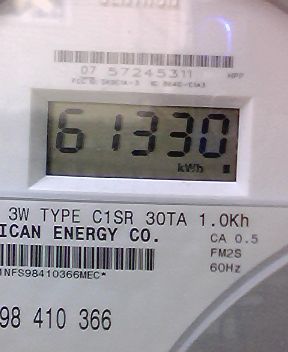 07 57245311
61330
kWh
3W TYPE C1SR 30TA 1.0Kh
ICAN ENERGY CO.
CA 0.5
FM2S
60Hz
1NFS98410366MEC*
98 410 366